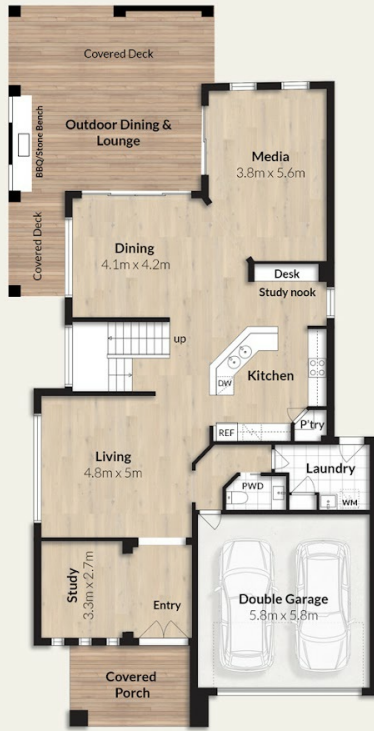 Covered Deck
Outdoor Dining &
Lounge
BBQ/Stone Bench
Media
3.8m x 5.6m
Covered Deck
Dining
4.1m x 4.2m
Desk
Study nook
up
DW
Kitchen
REF
P'try
Living
4.8m x 5m
PWD
Laundry
WM
Study
3.3m x 2.7m
Entry
Double Garage
5.8m x 5.8m
Covered
Porch